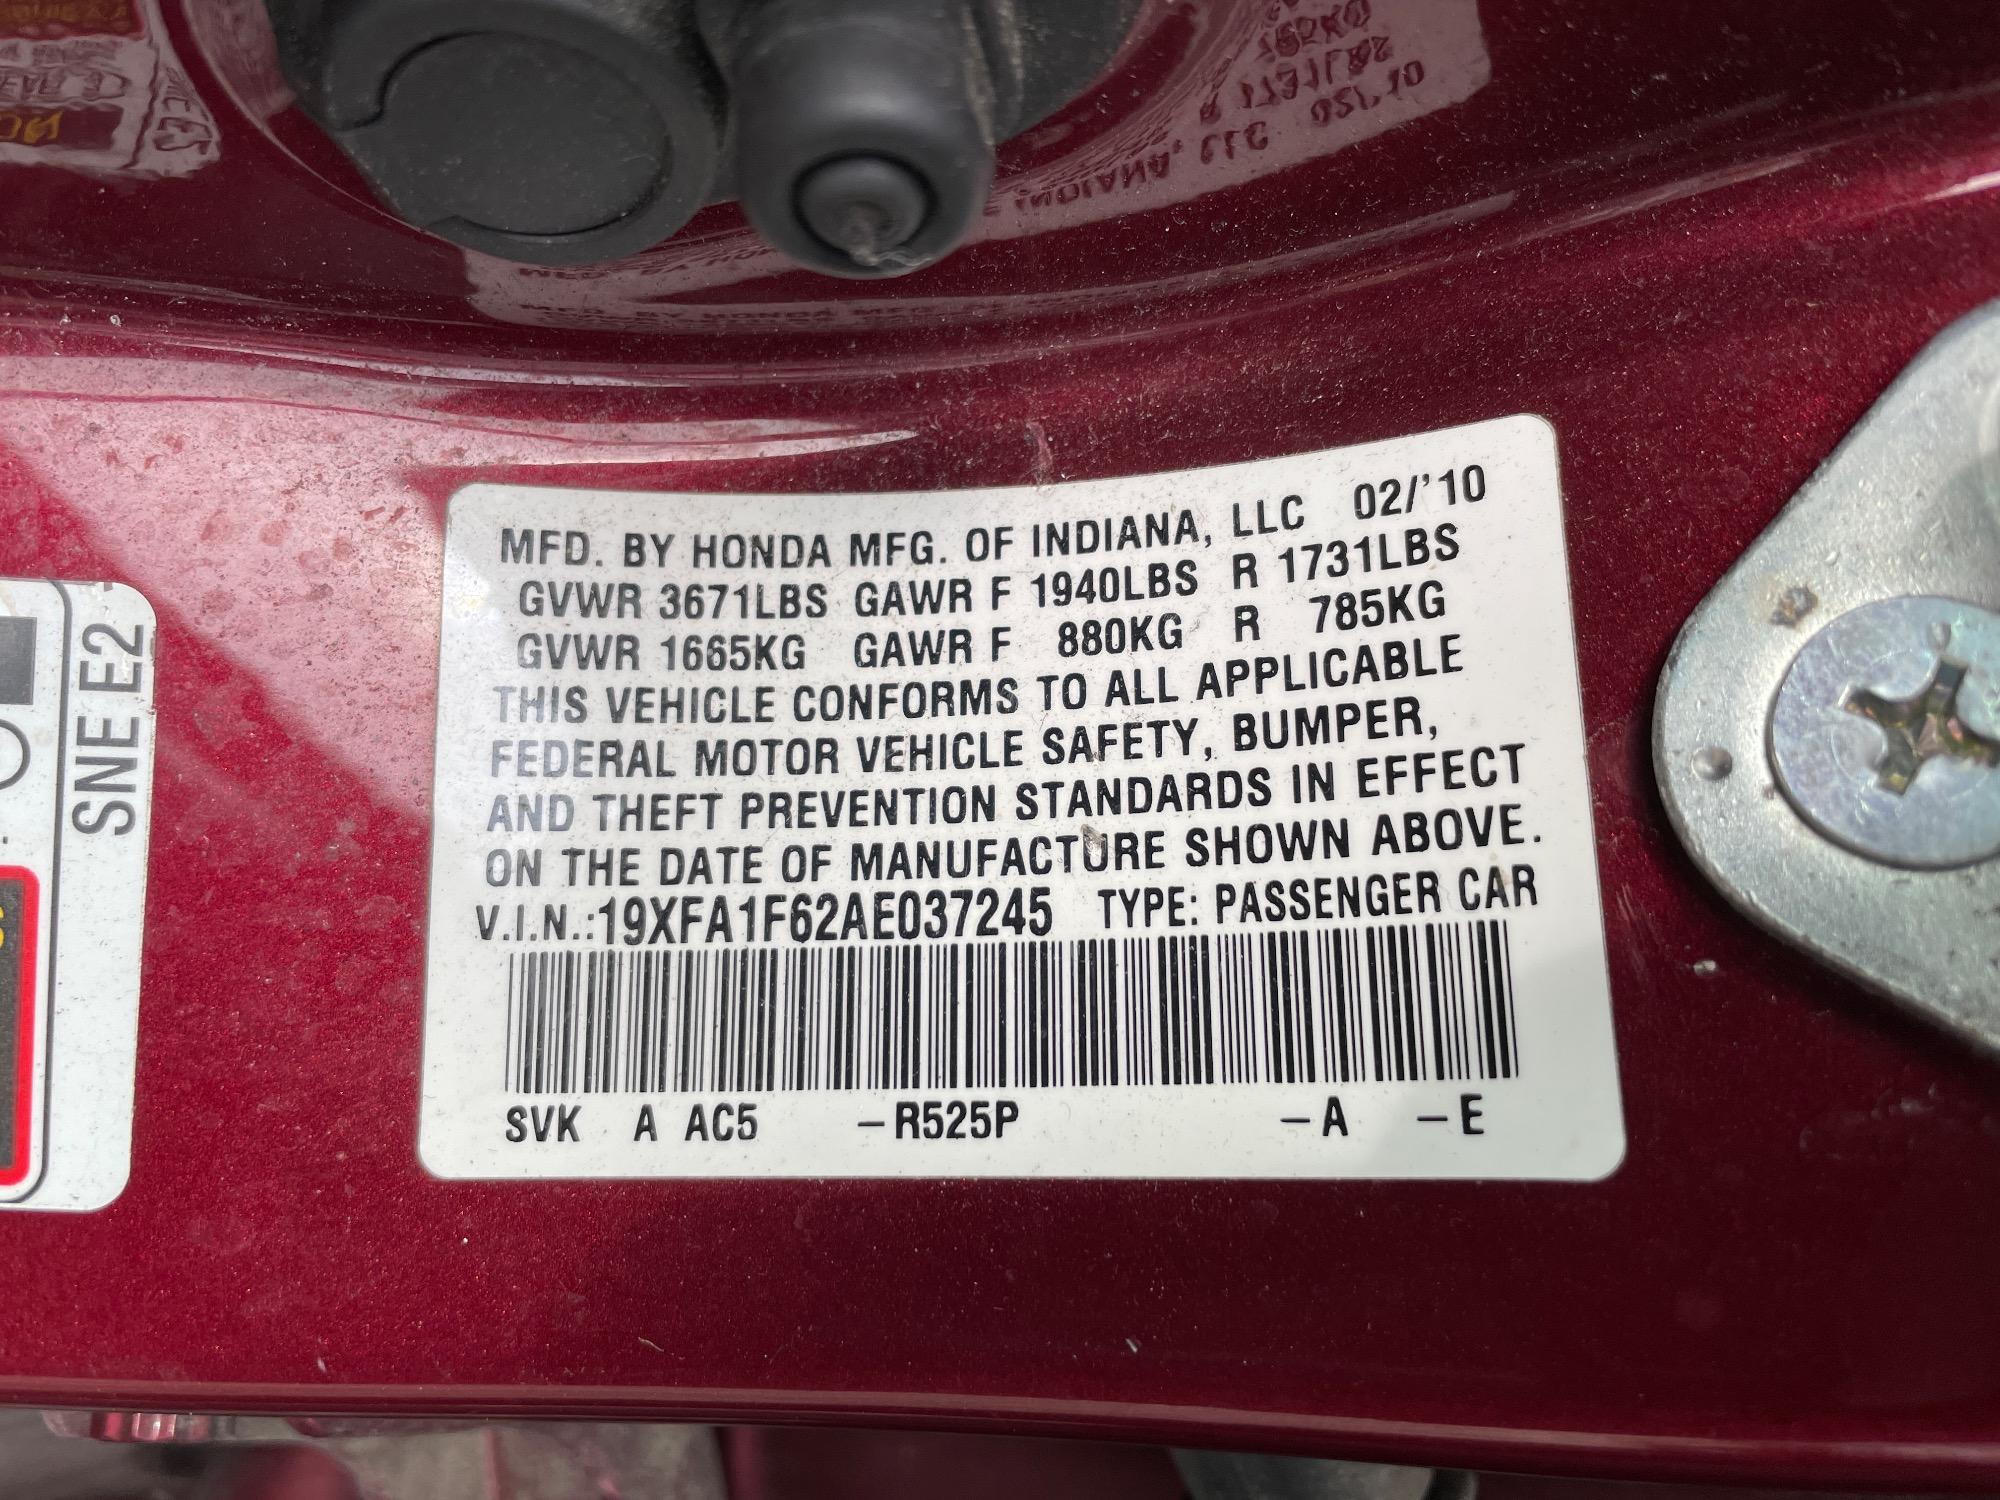 MFD. BY HONDA MFG. OF INDIANA, LLC 02/'10
GVWR 3671LBS GAWR F 1940LBS R 1731LBS
GVWR 1665KG GAWR F 880KG R 785KG
THIS VEHICLE CONFORMS TO ALL APPLICABLE
FEDERAL MOTOR VEHICLE SAFETY, BUMPER,
AND THEFT PREVENTION STANDARDS IN EFFECT
ON THE DATE OF MANUFACTURE SHOWN ABOVE.
V.I.N.:19XFA1F62AE037245 TYPE: PASSENGER CAR
SVK A AC5 –R525P –A –E
SNE E2